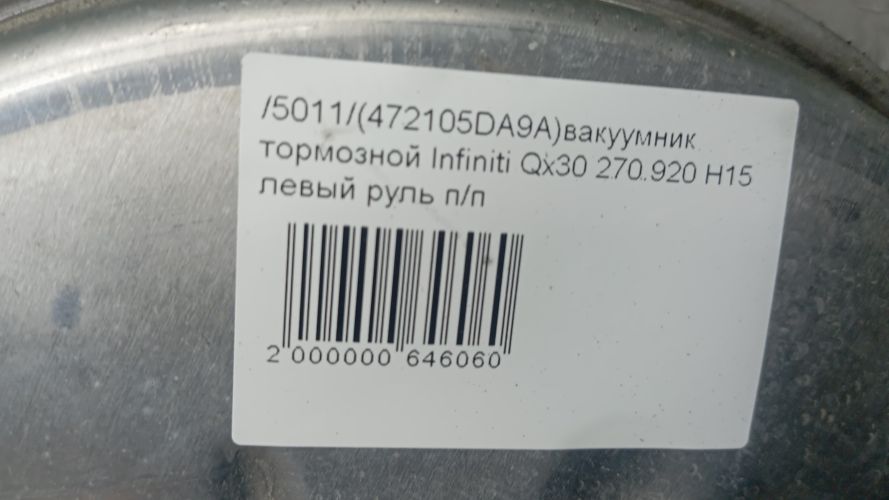 /5011/(472105DA9A)вакуумник
тормозной Infiniti Qx30 270.920 H15
левый руль п/п
2 000000 646060